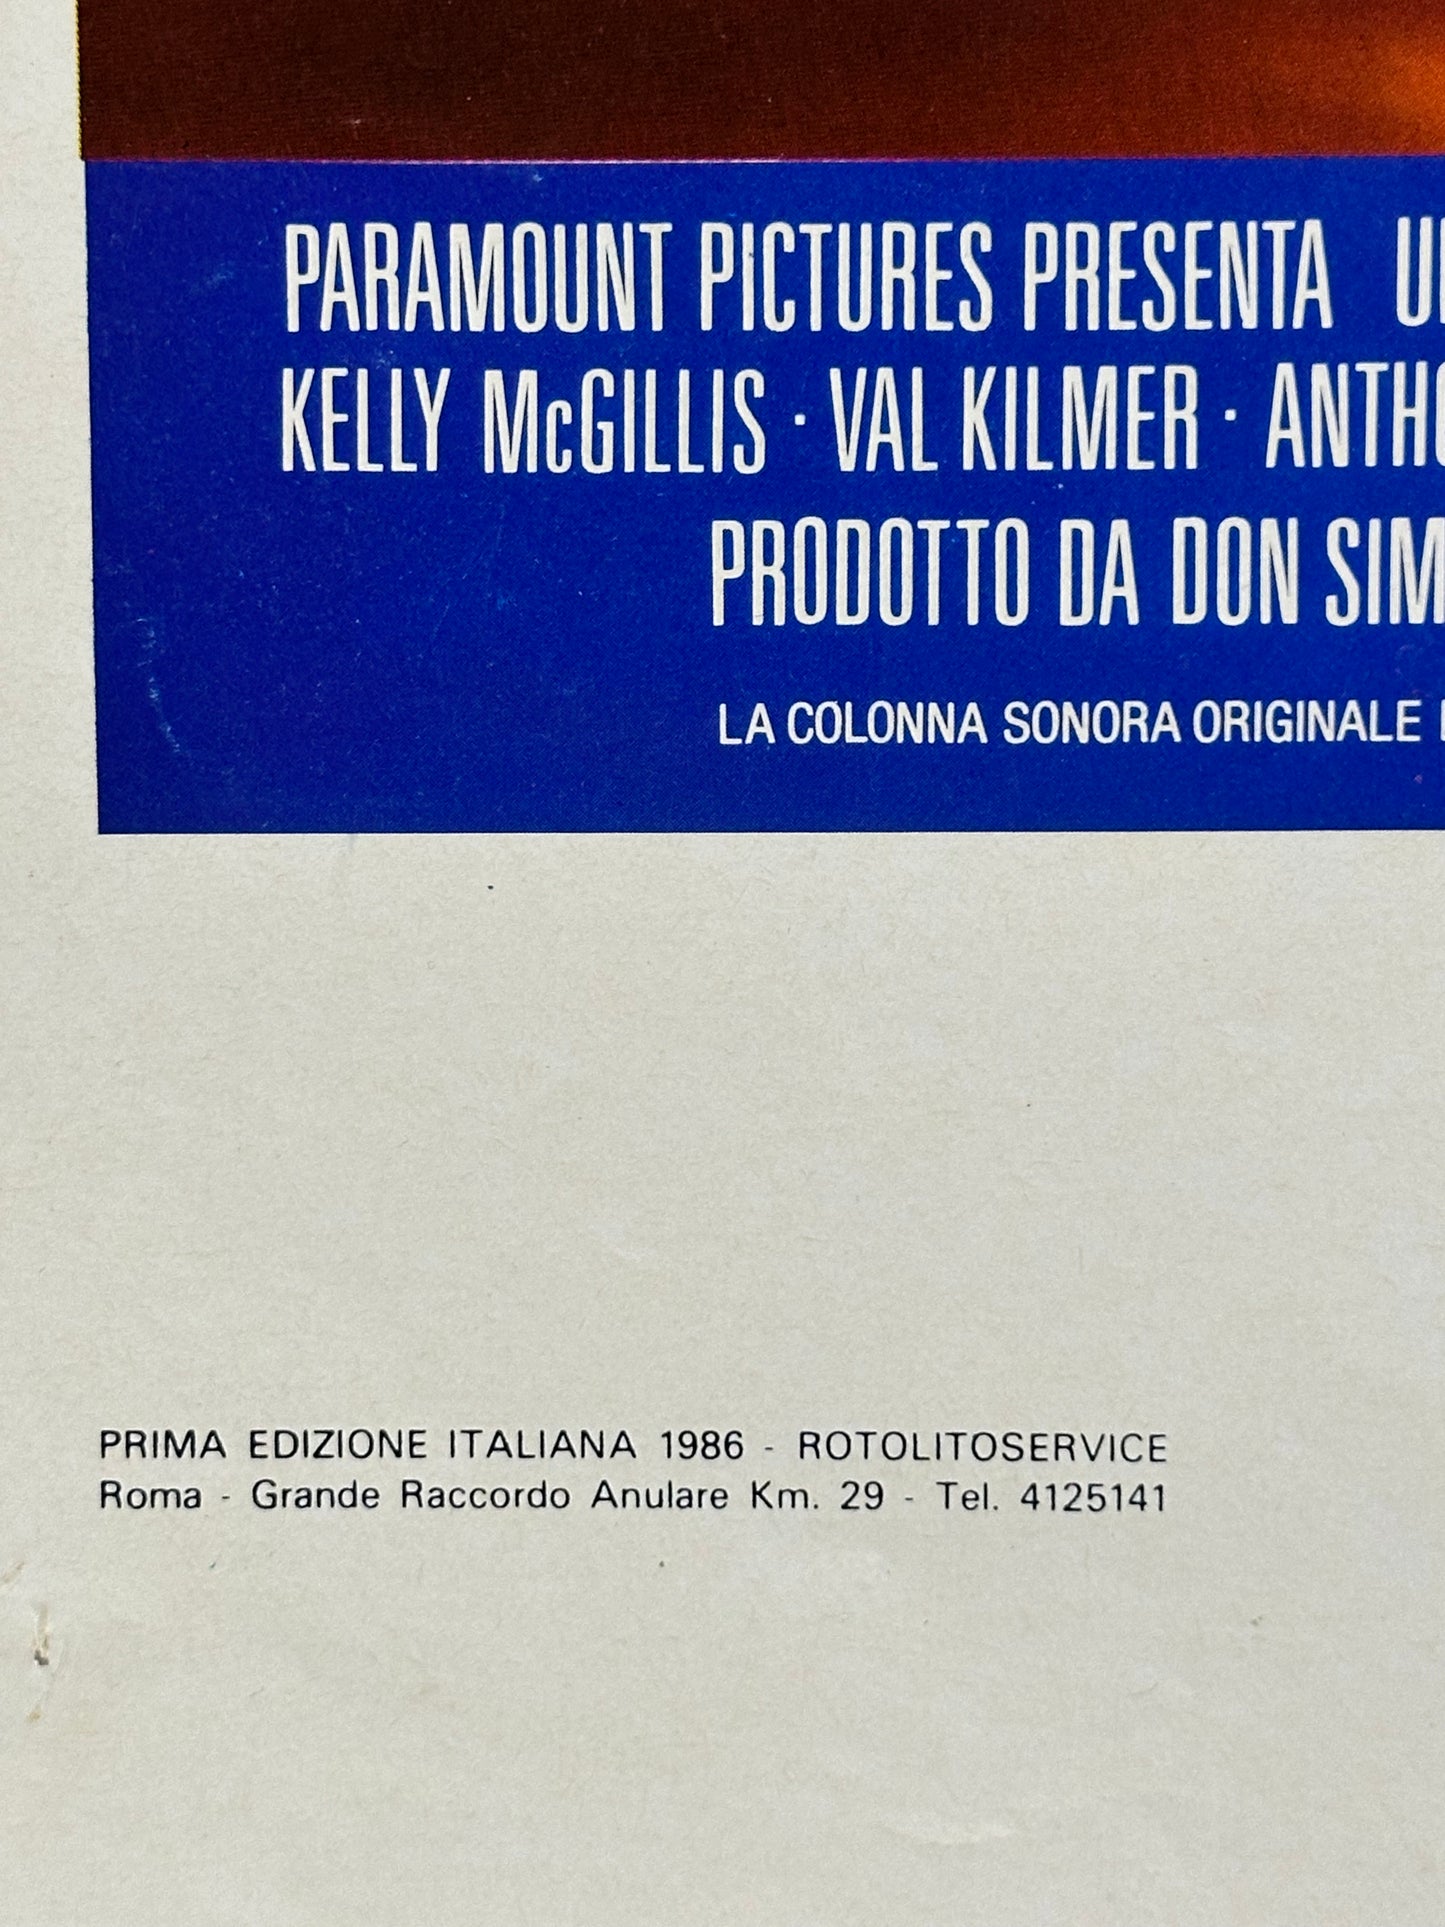 PARAMOUNT PICTURES PRESENTA
KELLY McGILLIS · VAL KILMER ·
PRODOTTO DA DON
LA COLONNA SONORA ORIGINALE
PRIMA EDIZIONE ITALIANA 1986 - ROTOLITOSERVICE
Roma - Grande Raccordo Anulare Km. 29 - Tel. 4125141